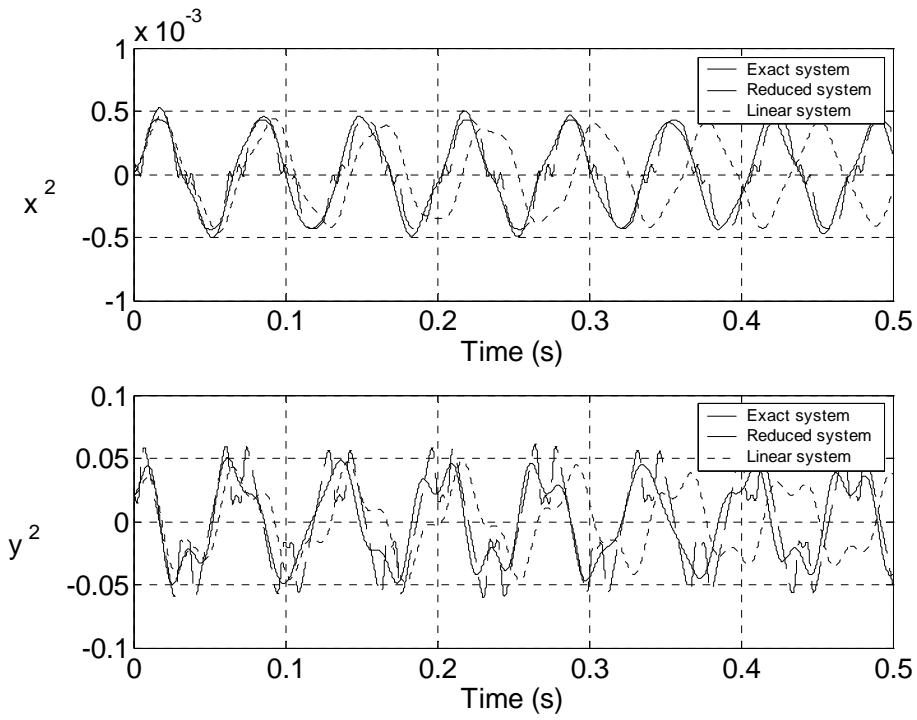 x 10^-3
1
0.5
0
-0.5
-1
x 2
0 0.1 0.2 0.3 0.4 0.5
Time (s)
Exact system
Reduced system
Linear system
0.1
0.05
0
-0.05
-0.1
y 2
0 0.1 0.2 0.3 0.4 0.5
Time (s)
Exact system
Reduced system
Linear system